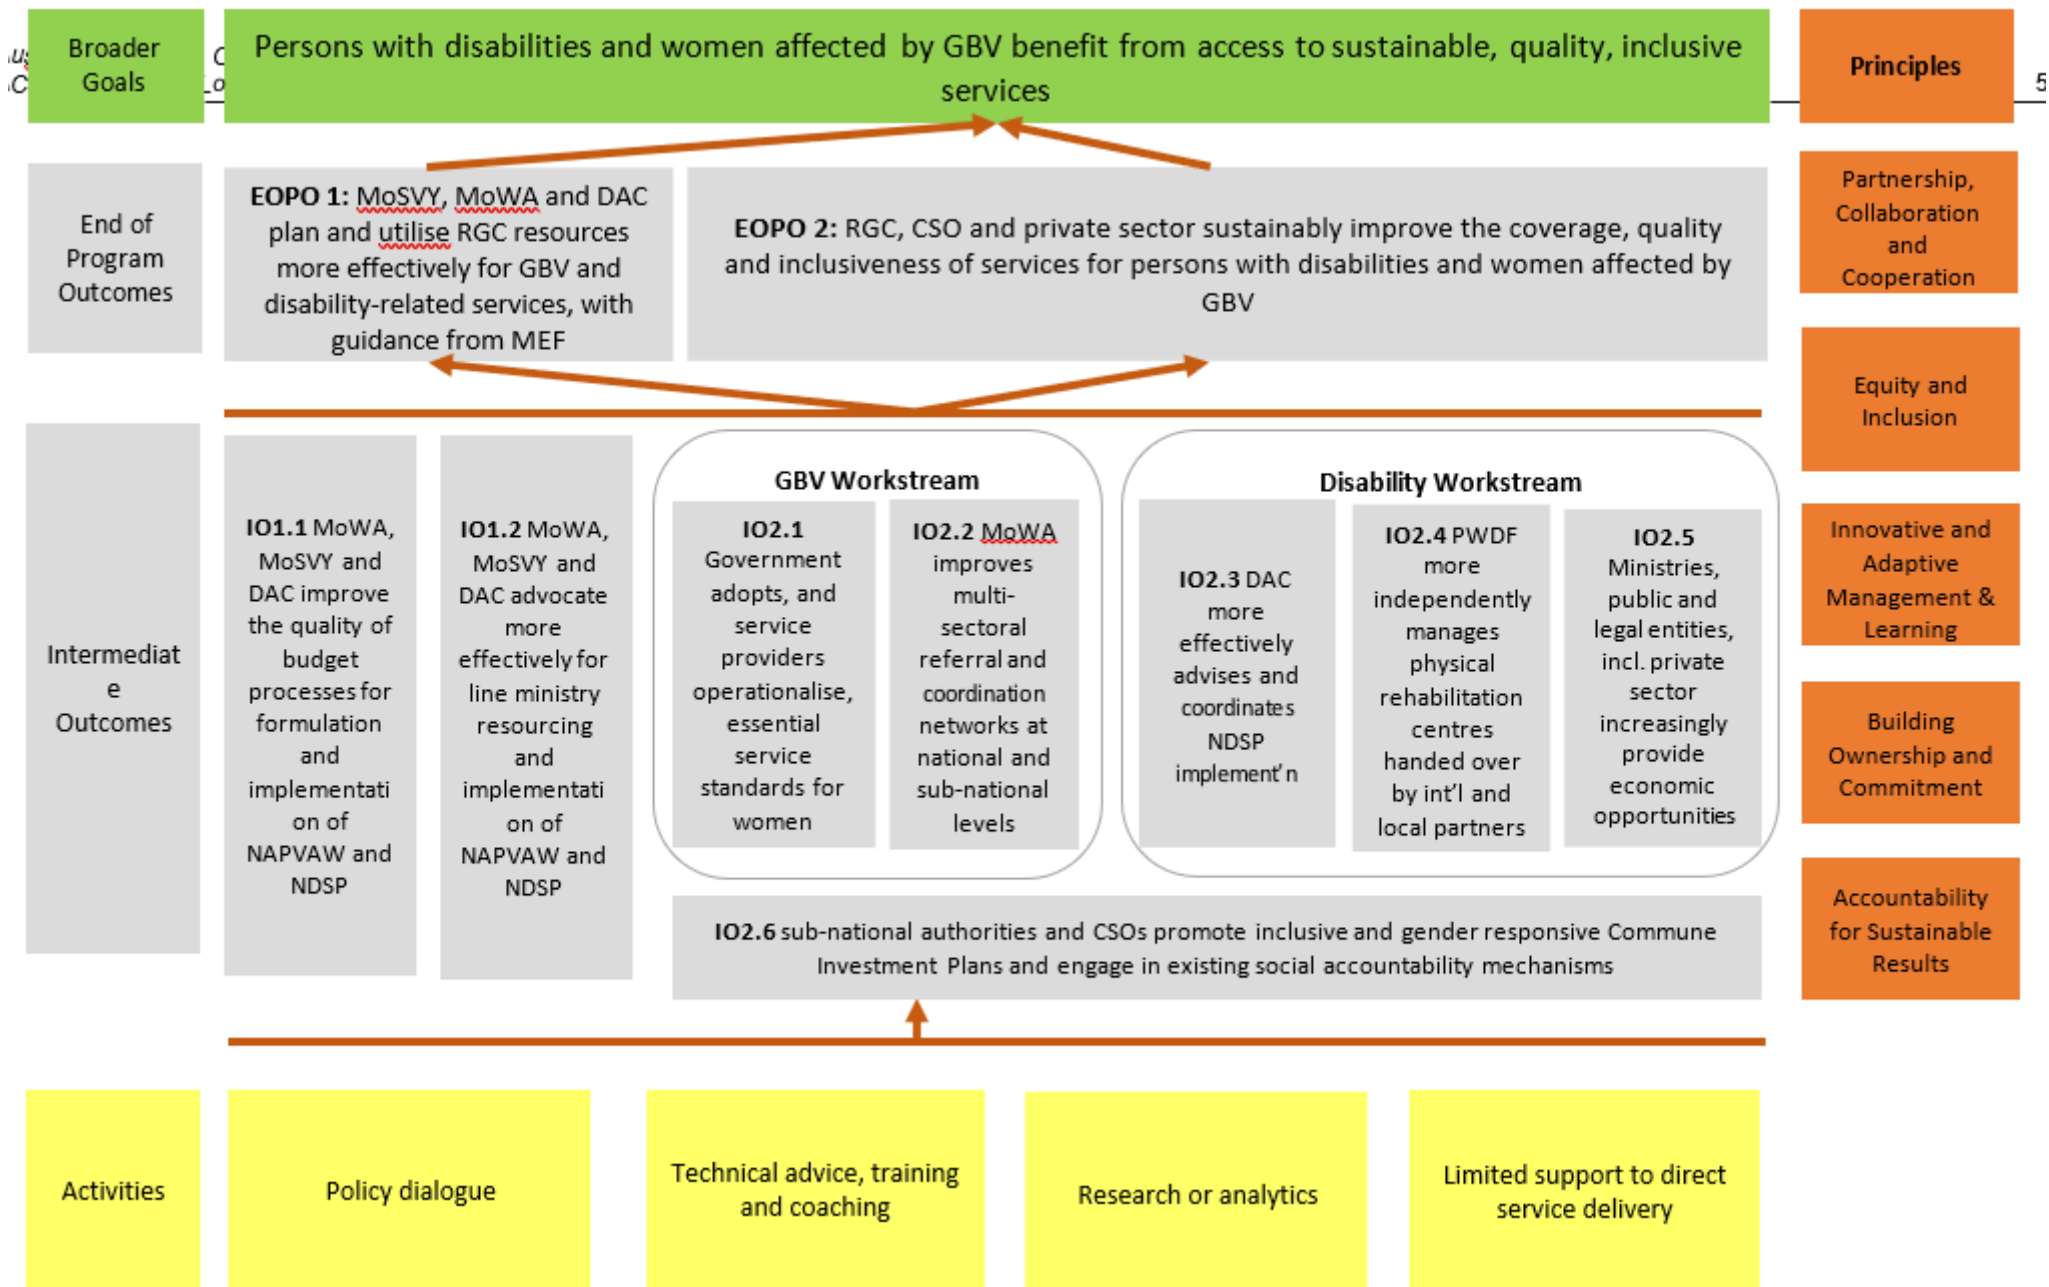 Broader
Goals
Persons with disabilities and women affected by GBV benefit from access to sustainable, quality, inclusive
services
Principles
5
End of
Program
Outcomes
EOPO 1: MoSVY, MoWA and DAC
plan and utilise RGC resources
more effectively for GBV and
disability-related services, with
guidance from MEF
EOPO 2: RGC, CSO and private sector sustainably improve the coverage, quality
and inclusiveness of services for persons with disabilities and women affected by
GBV
Partnership,
Collaboration
and
Cooperation
Equity and
Inclusion
Intermediat
e
Outcomes
IO1.1 MoWA,
MoSVY and
DAC improve
the quality of
budget
processes for
formulation
and
implementati
on of
NAPVAW and
NDSP
IO1.2 MoWA,
MoSVY and
DAC advocate
more
effectively for
line ministry
resourcing
and
implementati
on of
NAPVAW and
NDSP
GBV Workstream
IO2.1
Government
adopts, and
service
providers
operationalise,
essential
service
standards for
women
IO2.2 MoWA
improves
multi-
sectoral
referral and
coordination
networks at
national and
sub-national
levels
Disability Workstream
IO2.3 DAC
more
effectively
advises and
coordinates
NDSP
implement'n
IO2.4 PWDF
more
independently
manages
physical
rehabilitation
centres
handed over
by int'l and
local partners
IO2.5
Ministries,
public and
legal entities,
incl. private
sector
increasingly
provide
economic
opportunities
IO2.6 sub-national authorities and CSOs promote inclusive and gender responsive Commune
Investment Plans and engage in existing social accountability mechanisms
Innovative and
Adaptive
Management &
Learning
Building
Ownership and
Commitment
Accountability
for Sustainable
Results
Activities
Policy dialogue
Technical advice, training
and coaching
Research or analytics
Limited support to direct
service delivery